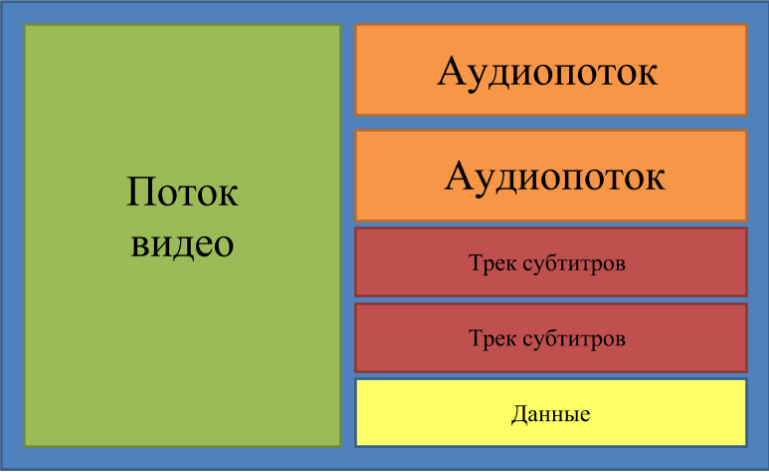 Поток
видео
Аудиопоток
Аудиопоток
Трек субтитров
Трек субтитров
Данные